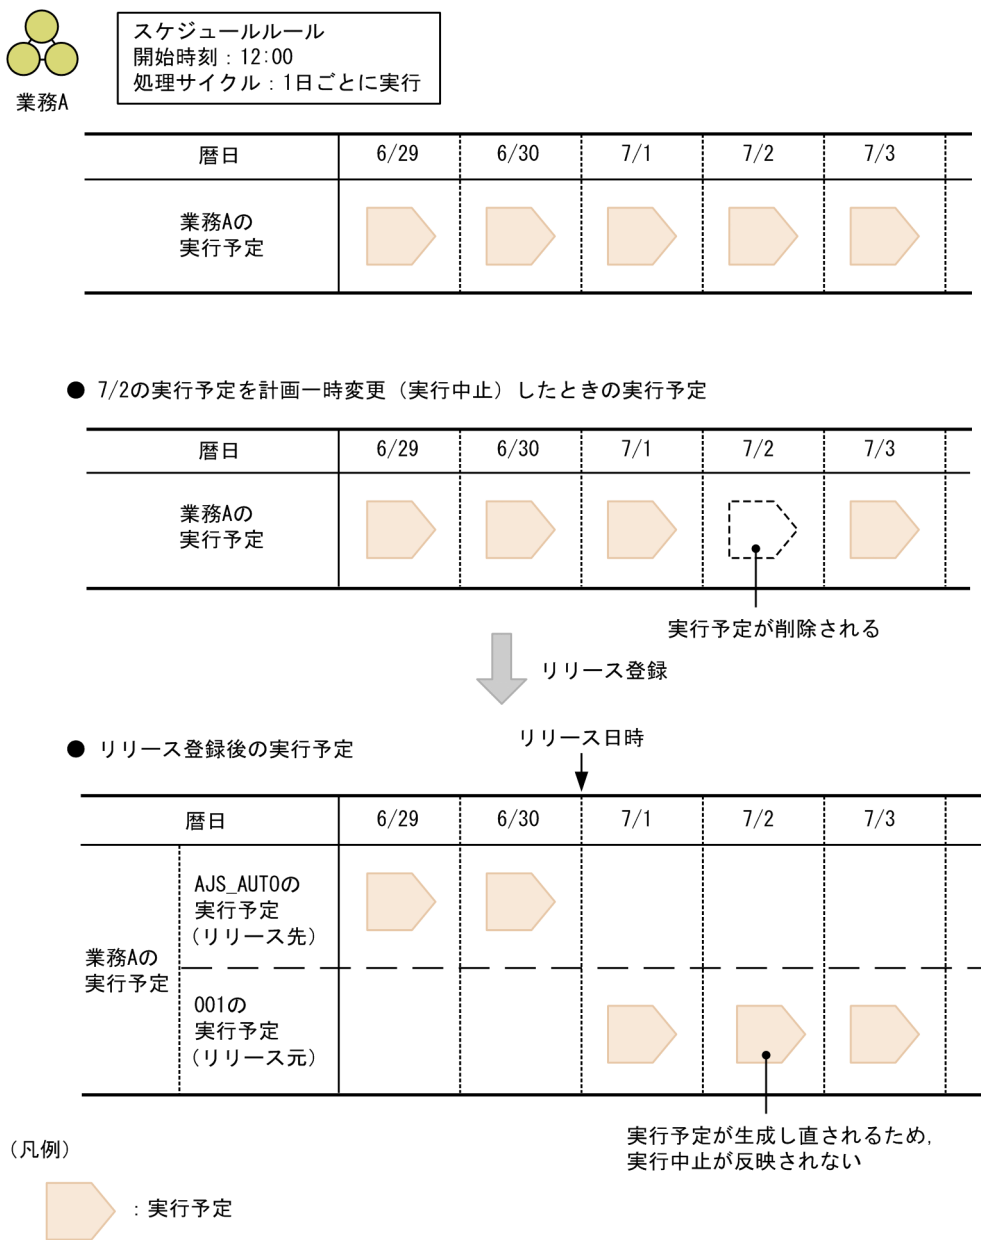 スケジュールルール
開始時刻：12:00
処理サイクル：1日ごとに実行
業務A
暦日 6/29 6/30 7/1 7/2 7/3
業務Aの
実行予定
● 7/2の実行予定を計画一時変更（実行中止）したときの実行予定
暦日 6/29 6/30 7/1 7/2 7/3
業務Aの
実行予定
実行予定が削除される
リリース登録
● リリース登録後の実行予定
リリース日時
暦日 6/29 6/30 7/1 7/2 7/3
業務Aの
実行予定
AJS_AUTOの
実行予定
（リリース先）
001の
実行予定
（リリース元）
実行予定が生成し直されるため，
実行中止が反映されない
（凡例）
：実行予定